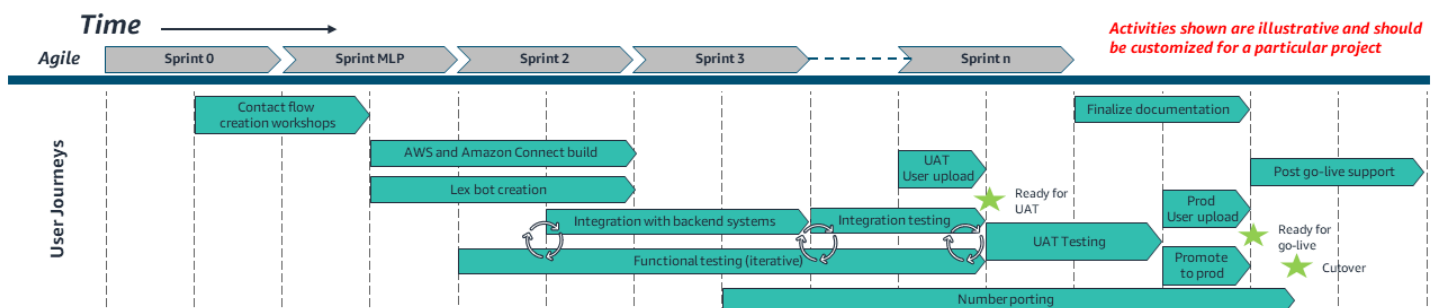 Time
Activities shown are illustrative and should
be customized for a particular project
Agile
Sprint 0
Sprint MLP
Sprint 2
Sprint 3
Sprint n
User Journeys
Contact flow
creation workshops
Finalize documentation
AWS and Amazon Connect build
UAT
User upload
Post go-live support
Lex bot creation
Ready for
UAT
Prod
User upload
Integration with backend systems
Integration testing
UAT Testing
Ready for
go-live
Functional testing (iterative)
Promote
to prod
Cutover
Number porting